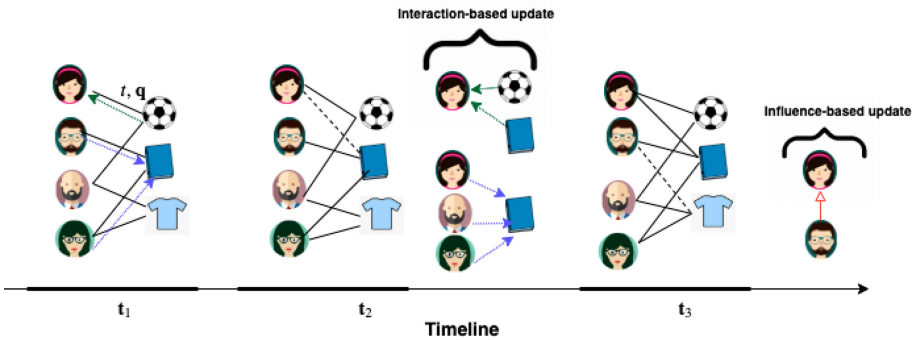 Interaction-based update
t, q
Influence-based update
t1
t2
t3
Timeline